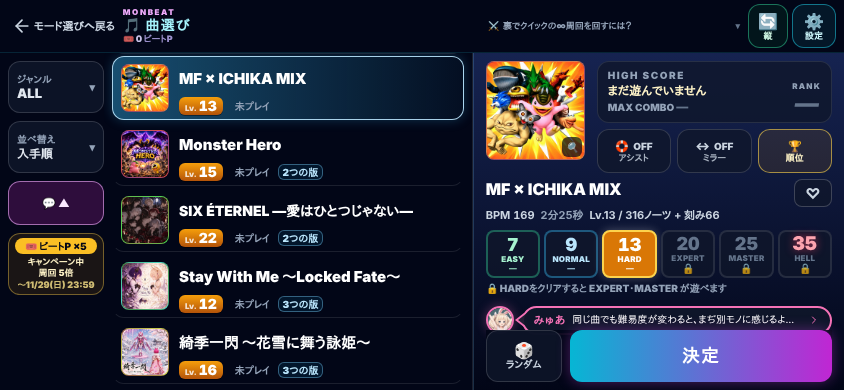 モード選びへ戻る
MONBEAT
🎵 曲選び
🎟 0 ビートP
⚔ 裏でクイックの∞周回を回すには？
縦
設定
ジャンル
ALL
並べ替え
入手順
💬 ▲
🎟 ビートP ×5
キャンペーン中
周回 5倍
〜11/29(日) 23:59
MF × ICHIKA MIX
Lv. 13 未プレイ
Monster Hero
Lv. 15 未プレイ 2つの版
SIX ÉTERNEL —愛はひとつじゃない—
Lv. 22 未プレイ 2つの版
Stay With Me 〜Locked Fate〜
Lv. 12 未プレイ 3つの版
綺季一閃 〜花雪に舞う詠姫〜
Lv. 16 未プレイ 3つの版
HIGH SCORE
まだ遊んでいません
MAX COMBO —
RANK
—
OFF
アシスト
↔ OFF
ミラー
🏆
順位
MF × ICHIKA MIX
BPM 169 2分25秒 Lv.13 / 316ノーツ + 刻み66
7
EASY
—
9
NORMAL
—
13
HARD
—
20
EXPERT
25
MASTER
35
HELL
🔒 HARDをクリアすると EXPERT・MASTER が遊べます
みゅあ 同じ曲でも難易度が変わると、まぢ別モノに感じるよ…
ランダム
決定